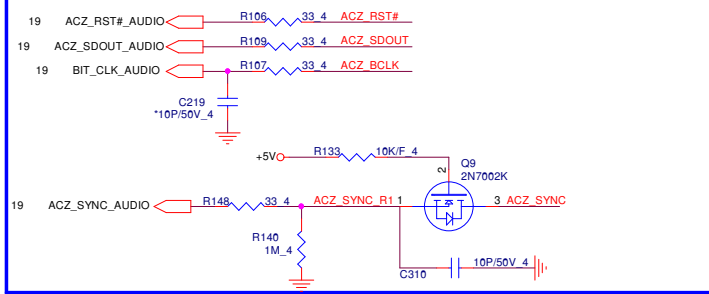 19 ACZ_RST#_AUDIO R106 33_4 ACZ_RST#
19 ACZ_SDOUT_AUDIO R109 33_4 ACZ_SDOUT
19 BIT_CLK_AUDIO R107 33_4 ACZ_BCLK
C219
*10P/50V_4
+5V R133 10K/F_4
Q9
2N7002K
2
19 ACZ_SYNC_AUDIO R148 33_4 ACZ_SYNC_R1 1 3 ACZ_SYNC
R140
1M_4
C310 10P/50V_4